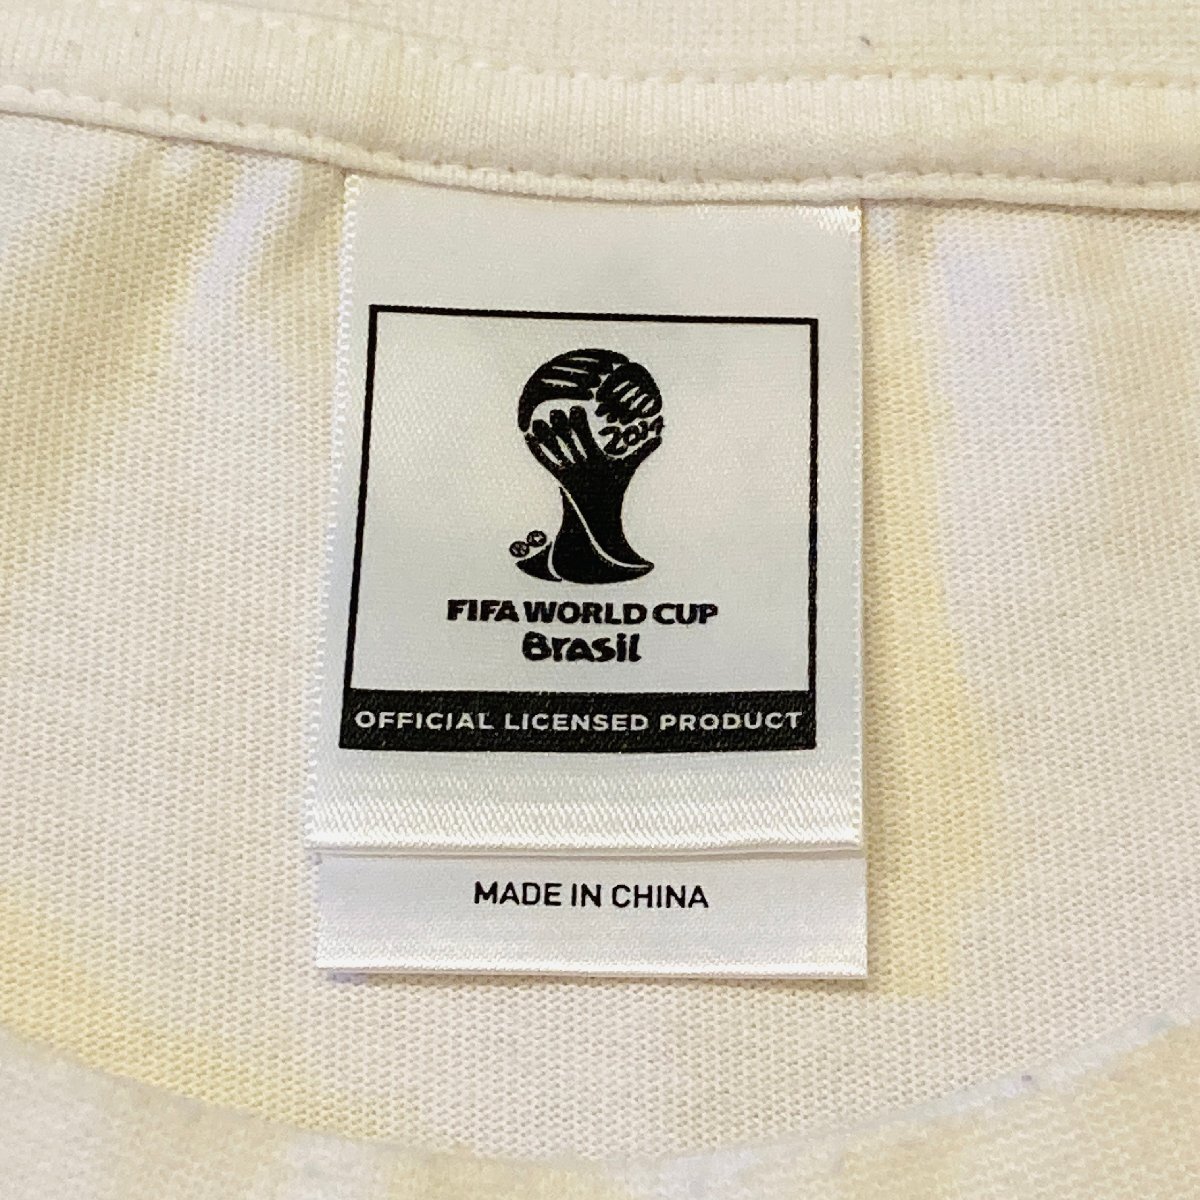 2014
FIFA WORLD CUP
Brasil
OFFICIAL LICENSED PRODUCT
MADE IN CHINA